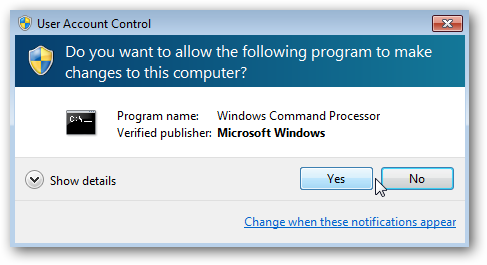 User Account Control
Do you want to allow the following program to make
changes to this computer?
C:\_
Program name: Windows Command Processor
Verified publisher: Microsoft Windows
Show details
Yes
No
Change when these notifications appear